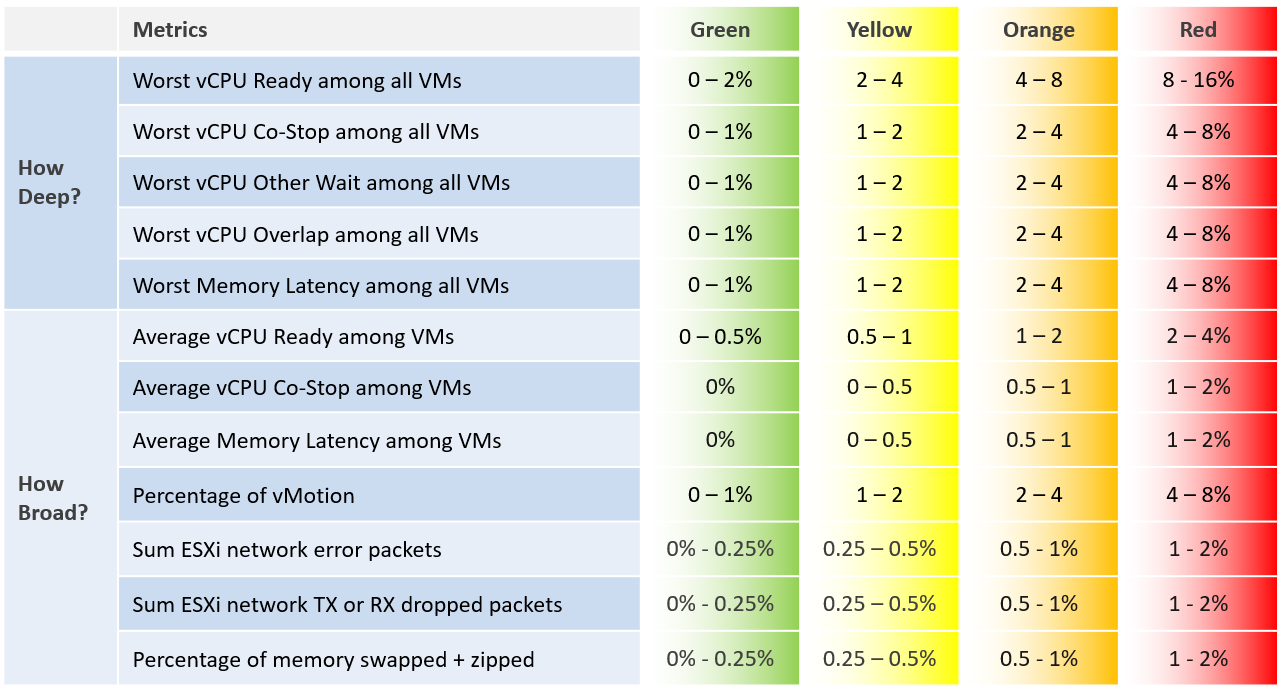 Metrics Green Yellow Orange Red
How
Deep?
Worst vCPU Ready among all VMs 0 – 2% 2 – 4 4 – 8 8 - 16%
Worst vCPU Co-Stop among all VMs 0 – 1% 1 – 2 2 – 4 4 – 8%
Worst vCPU Other Wait among all VMs 0 – 1% 1 – 2 2 – 4 4 – 8%
Worst vCPU Overlap among all VMs 0 – 1% 1 – 2 2 – 4 4 – 8%
Worst Memory Latency among all VMs 0 – 1% 1 – 2 2 – 4 4 – 8%
How
Broad?
Average vCPU Ready among VMs 0 – 0.5% 0.5 – 1 1 – 2 2 – 4%
Average vCPU Co-Stop among VMs 0% 0 – 0.5 0.5 – 1 1 – 2%
Average Memory Latency among VMs 0% 0 – 0.5 0.5 – 1 1 – 2%
Percentage of vMotion 0 – 1% 1 – 2 2 – 4 4 – 8%
Sum ESXi network error packets 0% - 0.25% 0.25 – 0.5% 0.5 - 1% 1 - 2%
Sum ESXi network TX or RX dropped packets 0% - 0.25% 0.25 – 0.5% 0.5 - 1% 1 - 2%
Percentage of memory swapped + zipped 0% - 0.25% 0.25 – 0.5% 0.5 - 1% 1 - 2%